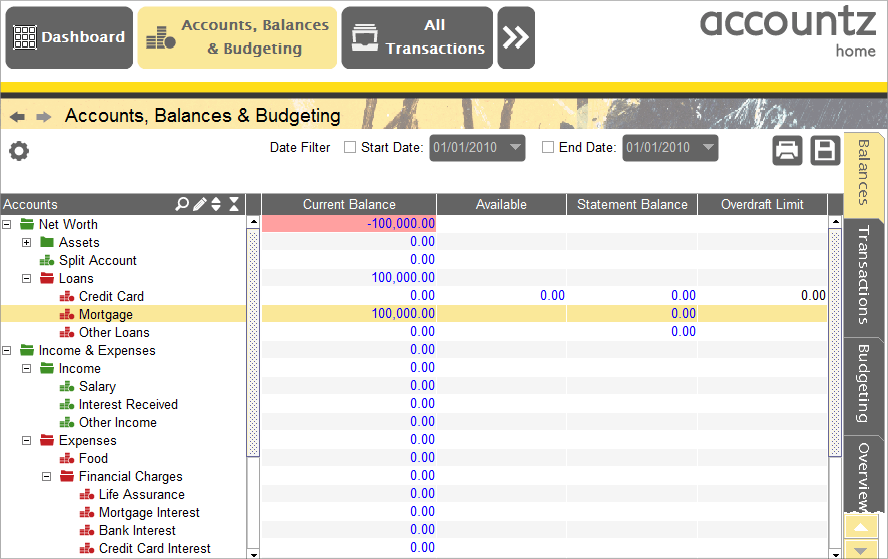 Dashboard
Accounts, Balances
& Budgeting
All
Transactions
accountz
home
Accounts, Balances & Budgeting
Date Filter Start Date: 01/01/2010 End Date: 01/01/2010
Accounts Current Balance Available Statement Balance Overdraft Limit
Net Worth -100,000.00
Assets 0.00
Split Account 0.00
Loans 100,000.00
Credit Card 0.00 0.00 0.00 0.00
Mortgage 100,000.00 0.00
Other Loans 0.00 0.00
Income & Expenses 0.00
Income 0.00
Salary 0.00
Interest Received 0.00
Other Income 0.00
Expenses 0.00
Food 0.00
Financial Charges 0.00
Life Assurance 0.00
Mortgage Interest 0.00
Bank Interest 0.00
Credit Card Interest 0.00
Balances
Transactions
Budgeting
Overview